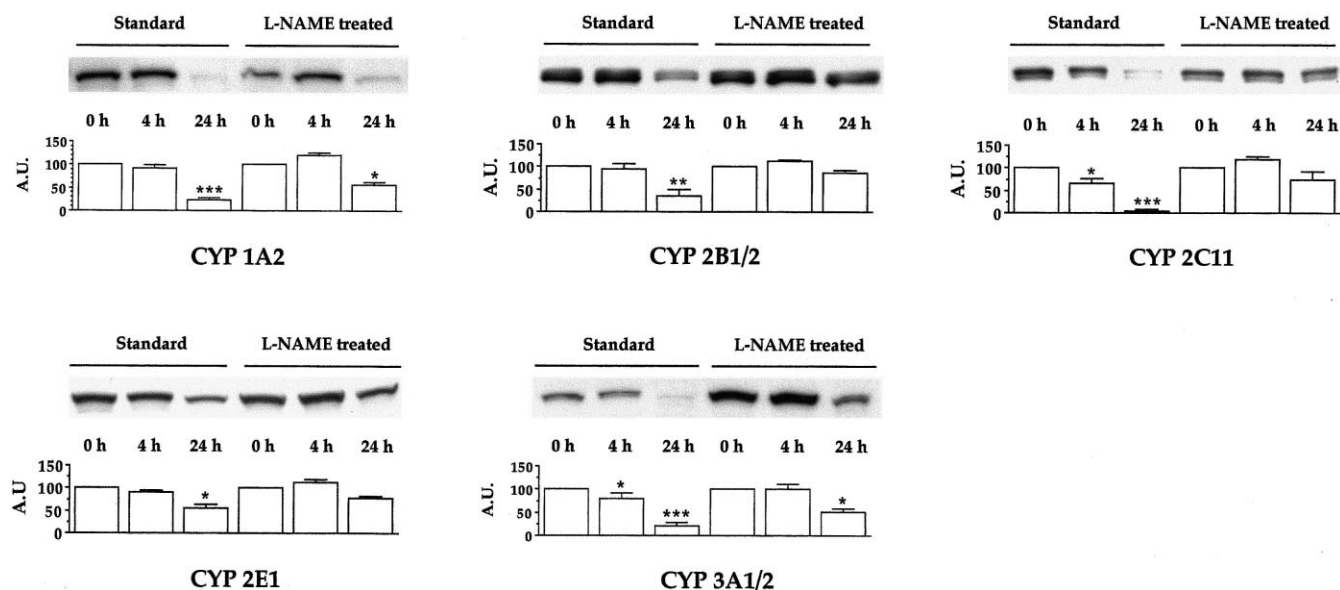 Standard L-NAME treated
0 h 4 h 24 h 0 h 4 h 24 h
A.U.
150
100
50
0
*** *
CYP 1A2
Standard L-NAME treated
0 h 4 h 24 h 0 h 4 h 24 h
A.U.
150
100
50
0
**
CYP 2B1/2
Standard L-NAME treated
0 h 4 h 24 h 0 h 4 h 24 h
A.U.
150
100
50
0
* ***
CYP 2C11
Standard L-NAME treated
0 h 4 h 24 h 0 h 4 h 24 h
A.U
150
100
50
0
*
CYP 2E1
Standard L-NAME treated
0 h 4 h 24 h 0 h 4 h 24 h
A.U.
150
100
50
0
* *** *
CYP 3A1/2